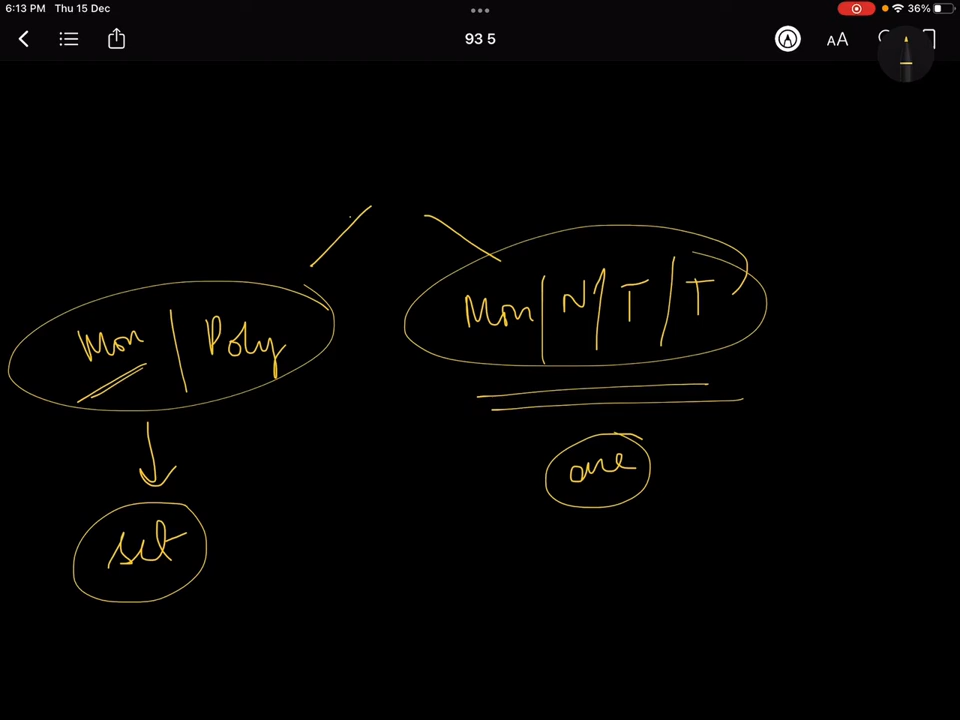 6:13 PM Thu 15 Dec 36%
93 5
AA
Mon | N | T | T
Mon | Poly
one
set